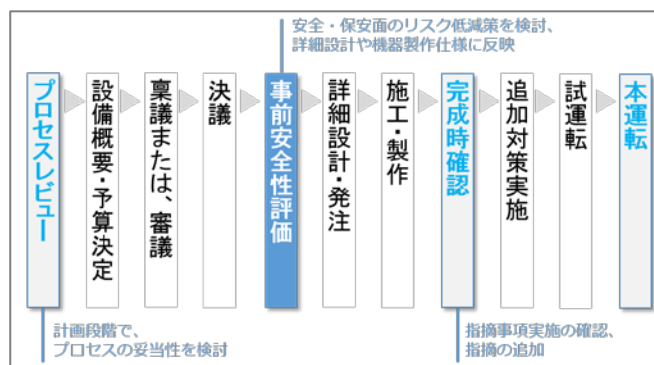 安全・保安面のリスク低減策を検討、
詳細設計や機器製作仕様に反映
プロセスレビュー
設備概要・予算決定
稟議または、審議
決議
事前安全性評価
詳細設計・発注
施工・製作
完成時確認
追加対策実施
試運転
本運転
計画段階で、
プロセスの妥当性を検討
指摘事項実施の確認、
指摘の追加